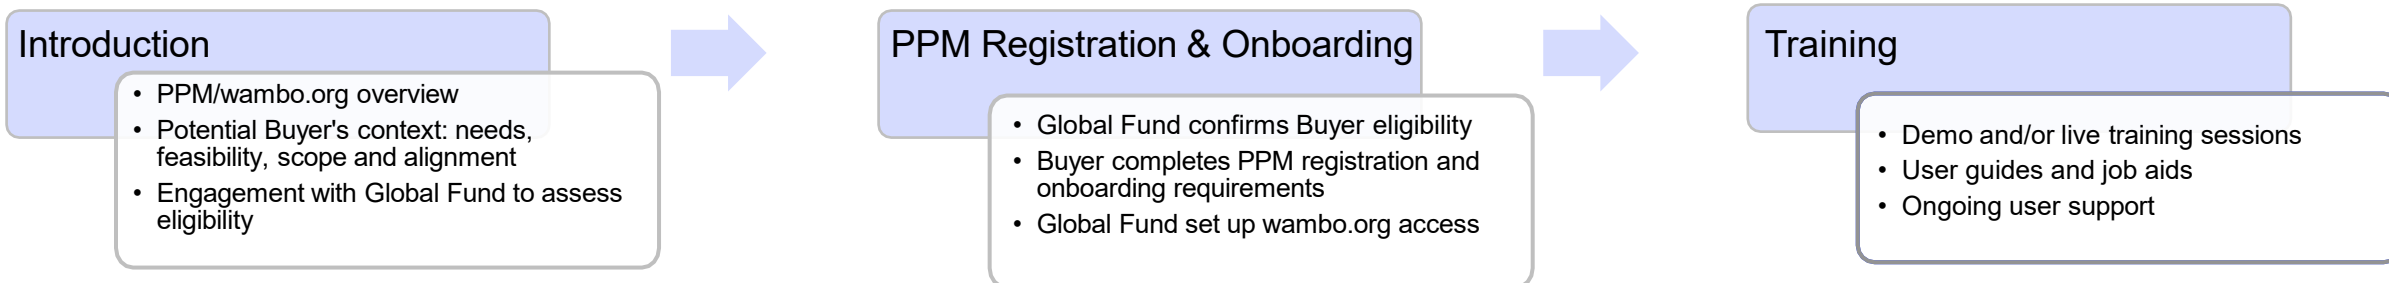 Introduction
• PPM/wambo.org overview
• Potential Buyer's context: needs,
feasibility, scope and alignment
• Engagement with Global Fund to assess
eligibility
PPM Registration & Onboarding
• Global Fund confirms Buyer eligibility
• Buyer completes PPM registration and
onboarding requirements
• Global Fund set up wambo.org access
Training
• Demo and/or live training sessions
• User guides and job aids
• Ongoing user support